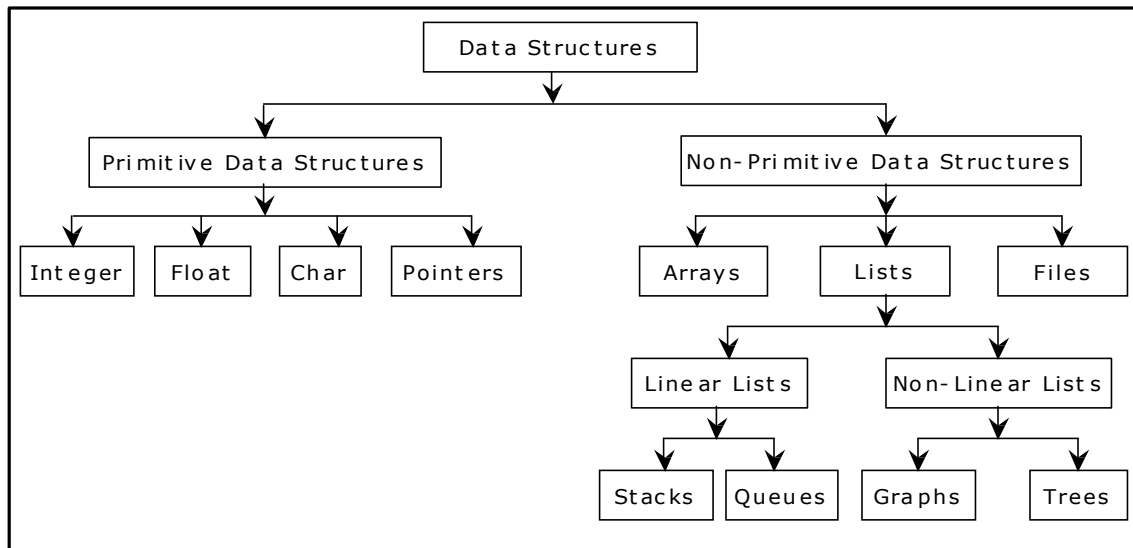 Data Structures
Primitive Data Structures
Non-Primitive Data Structures
Integer
Float
Char
Pointers
Arrays
Lists
Files
Linear Lists
Non-Linear Lists
Stacks
Queues
Graphs
Trees